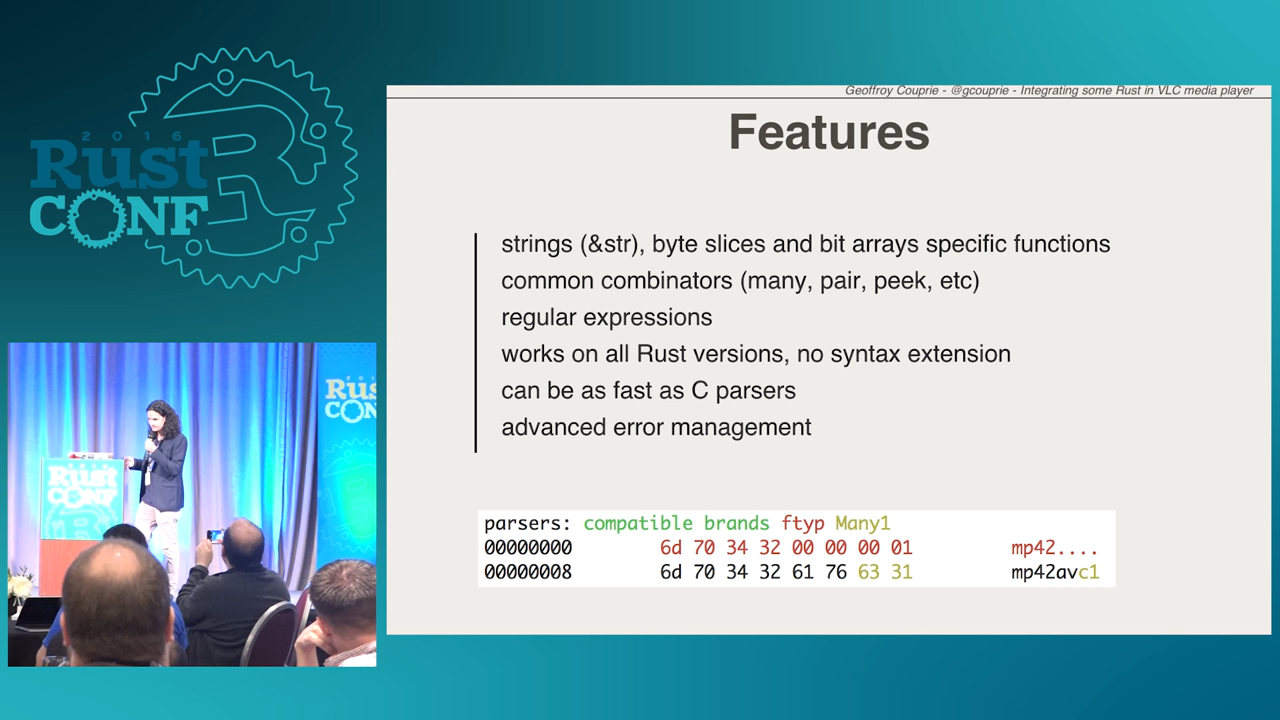 2016
Rust
CONF
Geoffroy Couprie - @gcouprie - Integrating some Rust in VLC media player
Features
strings (&str), byte slices and bit arrays specific functions
common combinators (many, pair, peek, etc)
regular expressions
works on all Rust versions, no syntax extension
can be as fast as C parsers
advanced error management
parsers: compatible brands ftyp Many1
00000000 6d 70 34 32 00 00 00 01 mp42....
00000008 6d 70 34 32 61 76 63 31 mp42avc1
Rust
CONF
Rus
CON